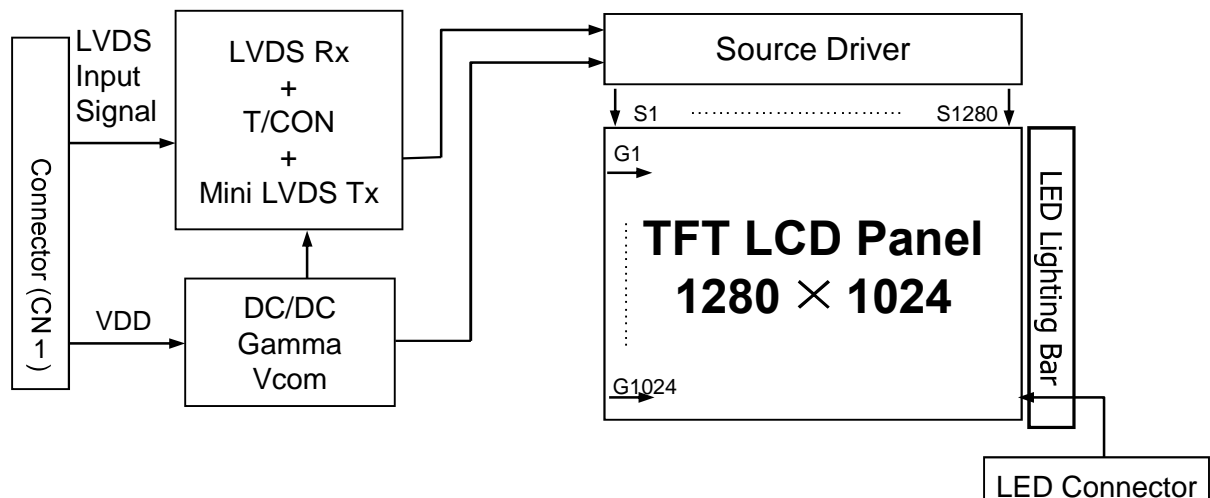 LVDS
Input
Signal
Connector (CN1)
VDD
LVDS Rx
+
T/CON
+
Mini LVDS Tx
DC/DC
Gamma
Vcom
Source Driver
S1 ................................ S1280
G1
TFT LCD Panel
1280 × 1024
G1024
LED Lighting Bar
LED Connector